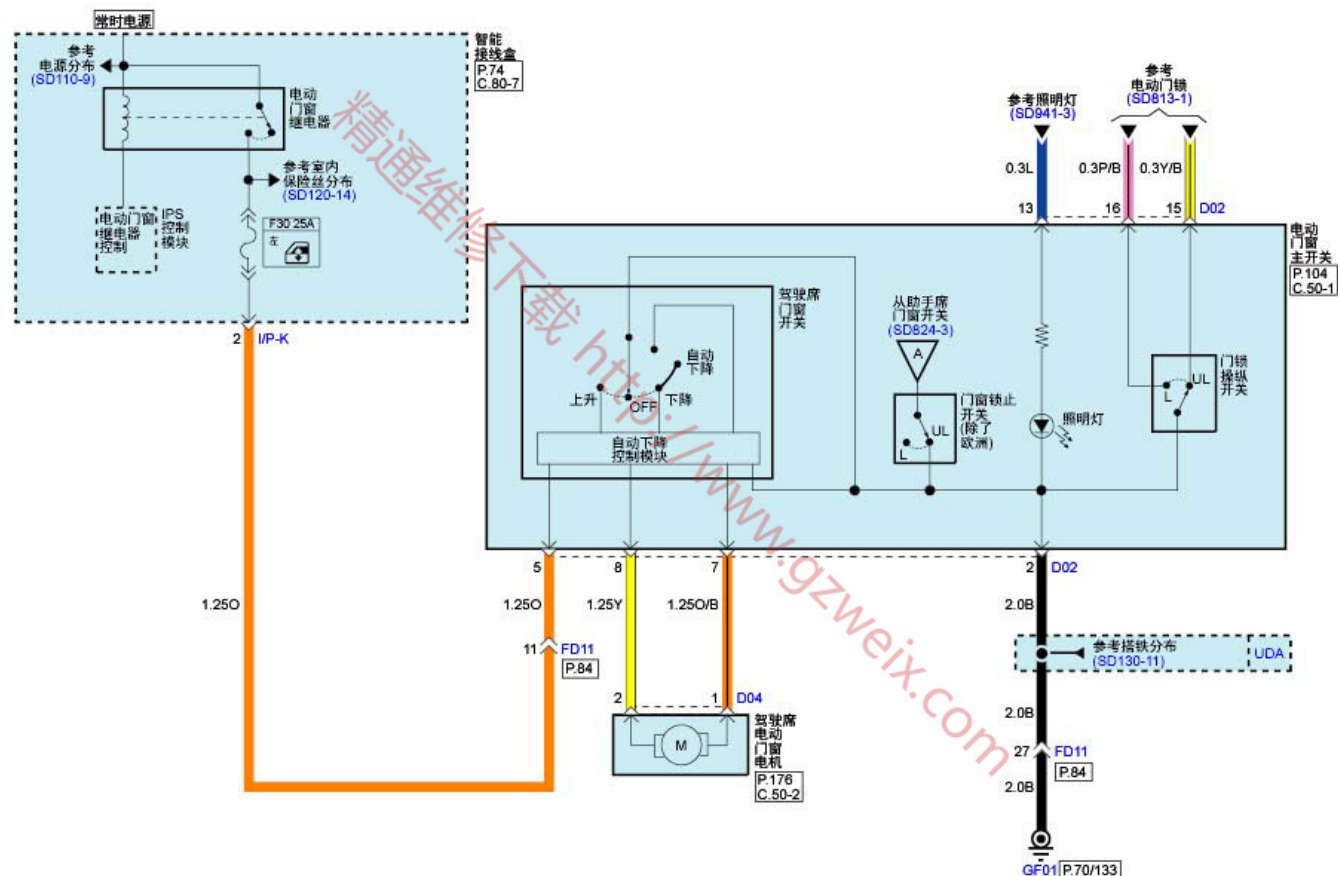 常时电源
参考
电源分布
(SD110-9)
电动
门窗
继电器
智能
接线盒
P.74
C.80-7
参考室内
保险丝分布
(SD120-14)
电动门窗
继电器
控制
IPS
控制
模块
F30 25A
左
2
I/P-K
1.25O
参考照明灯
(SD941-3)
参考
电动门锁
(SD813-1)
0.3L
0.3P/B
0.3Y/B
13
16
15
D02
电动
门窗
主开关
P.104
C.50-1
驾驶席
门窗
开关
自动
下降
上升
OFF
下降
自动下降
控制模块
从助手席
门窗开关
(SD824-3)
A
UL
L
门窗锁止
开关
(除了
欧洲)
照明灯
L
UL
门锁
操纵
开关
5
8
7
2
D02
1.25O
1.25Y
1.25O/B
2.0B
11
FD11
P.84
参考搭铁分布
(SD130-11)
UDA
2
1
D04
M
驾驶席
电动
门窗
电机
P.176
C.50-2
2.0B
27
FD11
P.84
2.0B
GF01
P.70/133
精通维修下载 http://www.gzweix.com